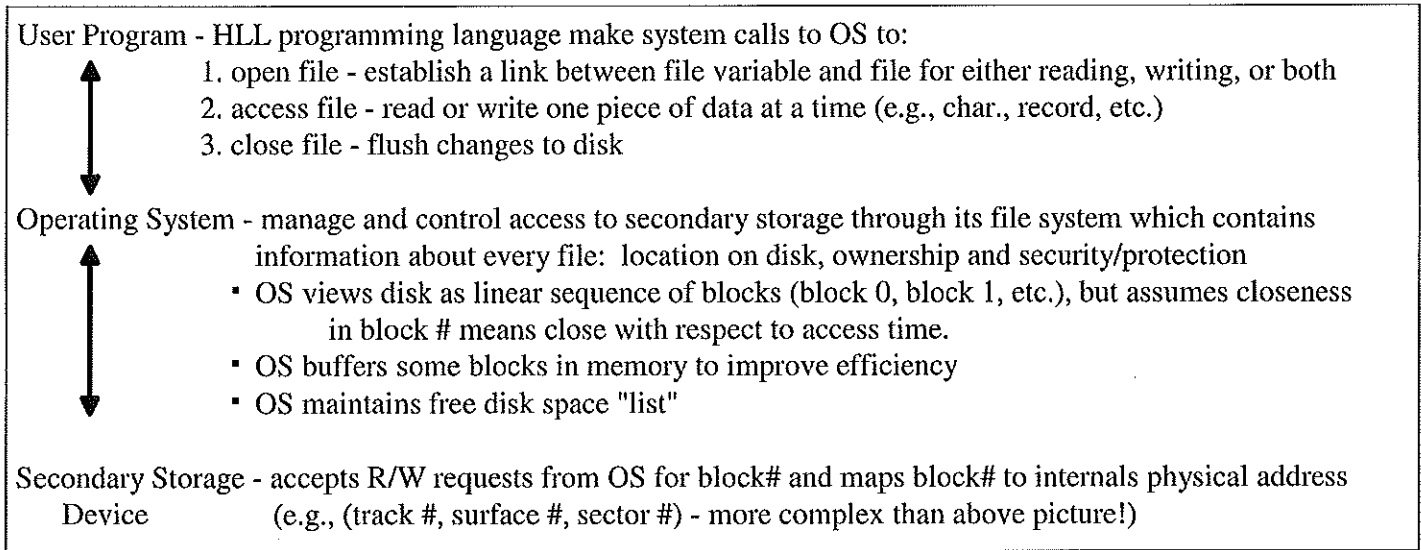 User Program - HLL programming language make system calls to OS to:
1. open file - establish a link between file variable and file for either reading, writing, or both
2. access file - read or write one piece of data at a time (e.g., char., record, etc.)
3. close file - flush changes to disk
Operating System - manage and control access to secondary storage through its file system which contains
information about every file: location on disk, ownership and security/protection
▪ OS views disk as linear sequence of blocks (block 0, block 1, etc.), but assumes closeness
in block # means close with respect to access time.
▪ OS buffers some blocks in memory to improve efficiency
▪ OS maintains free disk space "list"
Secondary Storage - accepts R/W requests from OS for block# and maps block# to internals physical address
Device (e.g., (track #, surface #, sector #) - more complex than above picture!)